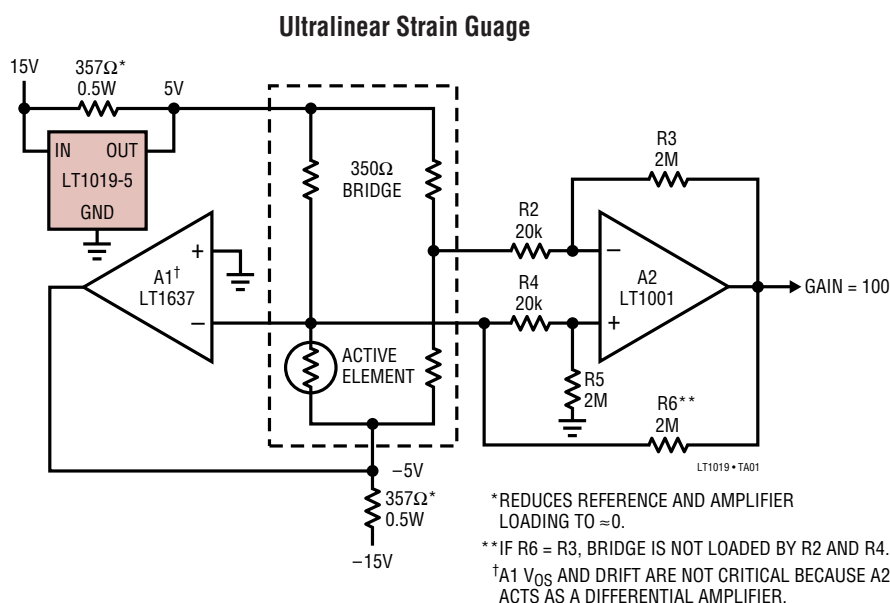 Ultralinear Strain Guage
15V
357Ω*
0.5W
5V
IN
OUT
LT1019-5
GND
350Ω
BRIDGE
R3
2M
R2
20k
A1†
LT1637
+
−
R4
20k
−
+
A2
LT1001
GAIN = 100
ACTIVE
ELEMENT
R5
2M
R6**
2M
LT1019 • TA01
−5V
357Ω*
0.5W
−15V
*REDUCES REFERENCE AND AMPLIFIER
LOADING TO ≈0.
**IF R6 = R3, BRIDGE IS NOT LOADED BY R2 AND R4.
†A1 VOS AND DRIFT ARE NOT CRITICAL BECAUSE A2
ACTS AS A DIFFERENTIAL AMPLIFIER.